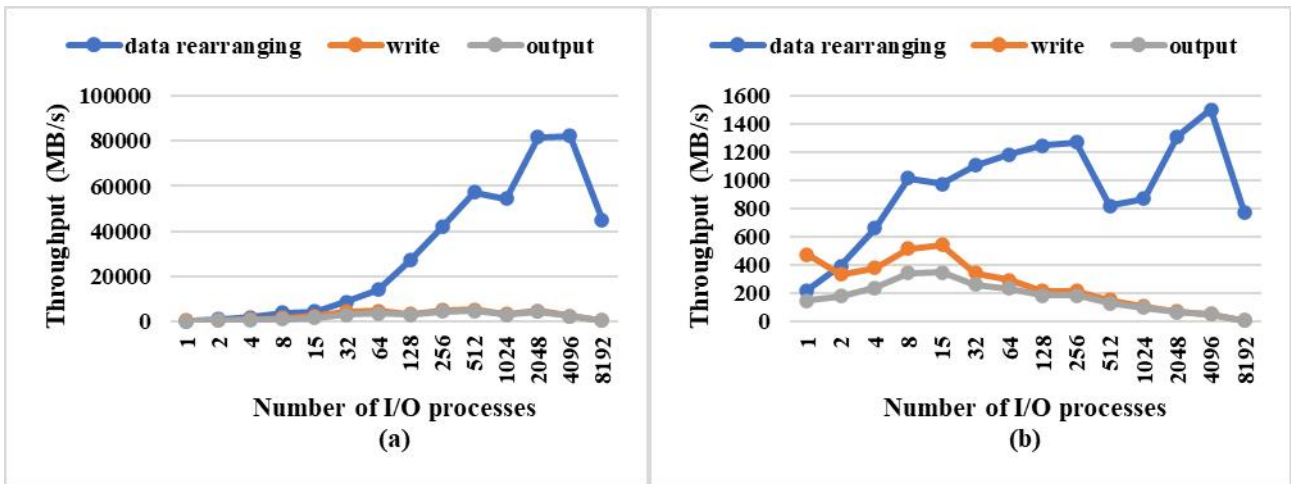 data rearranging write output
100000
80000
60000
40000
20000
0
Throughput (MB/s)
1 2 4 8 15 32 64 128 256 512 1024 2048 4096 8192
Number of I/O processes
(a)
data rearranging write output
1600
1400
1200
1000
800
600
400
200
0
Throughput (MB/s)
1 2 4 8 15 32 64 128 256 512 1024 2048 4096 8192
Number of I/O processes
(b)